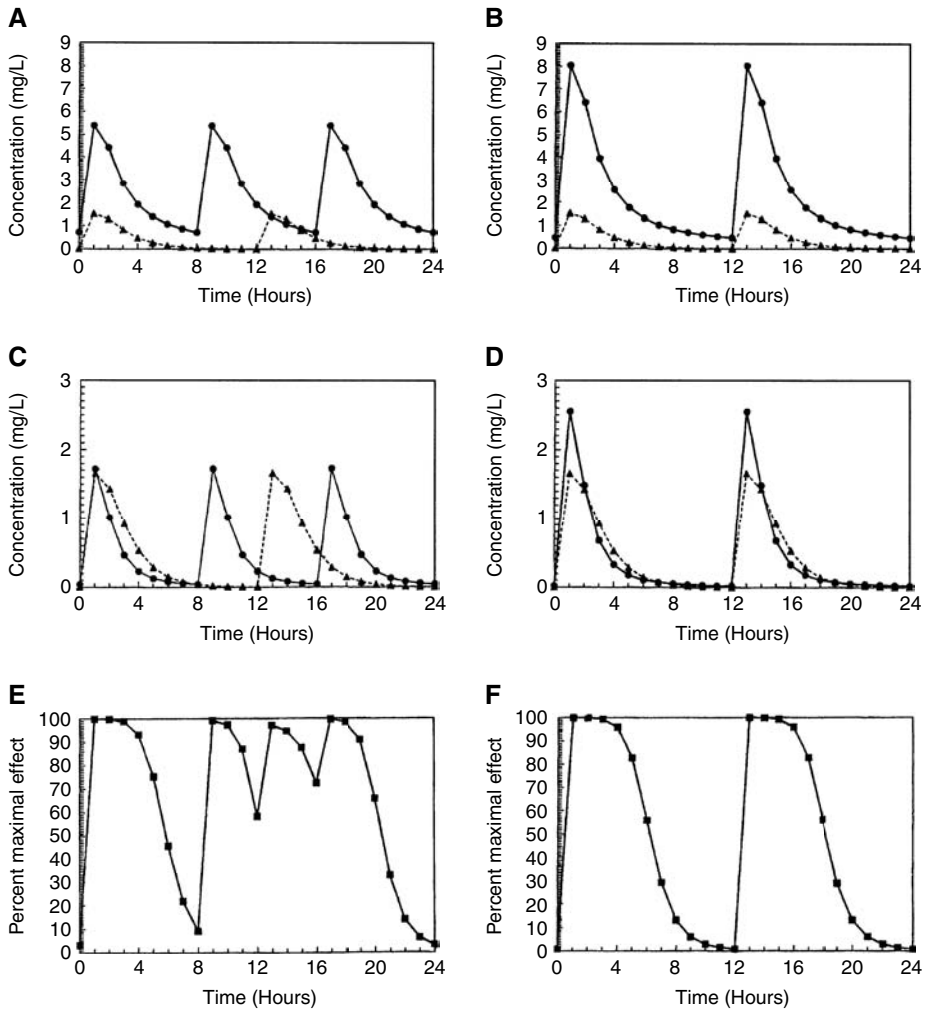 A
Concentration (mg/L)
9
8
7
6
5
4
3
2
1
0
0 4 8 12 16 20 24
Time (Hours)
B
Concentration (mg/L)
9
8
7
6
5
4
3
2
1
0
0 4 8 12 16 20 24
Time (Hours)
C
Concentration (mg/L)
3
2
1
0
0 4 8 12 16 20 24
Time (Hours)
D
Concentration (mg/L)
3
2
1
0
0 4 8 12 16 20 24
Time (Hours)
E
Percent maximal effect
100
90
80
70
60
50
40
30
20
10
0
0 4 8 12 16 20 24
Time (Hours)
F
Percent maximal effect
100
90
80
70
60
50
40
30
20
10
0
0 4 8 12 16 20 24
Time (Hours)